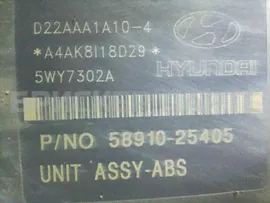 D22AAA1A10-4
*A4AK8I18D29*
5WY7302A
HYUNDAI
P/NO 58910-25405
UNIT ASSY-ABS